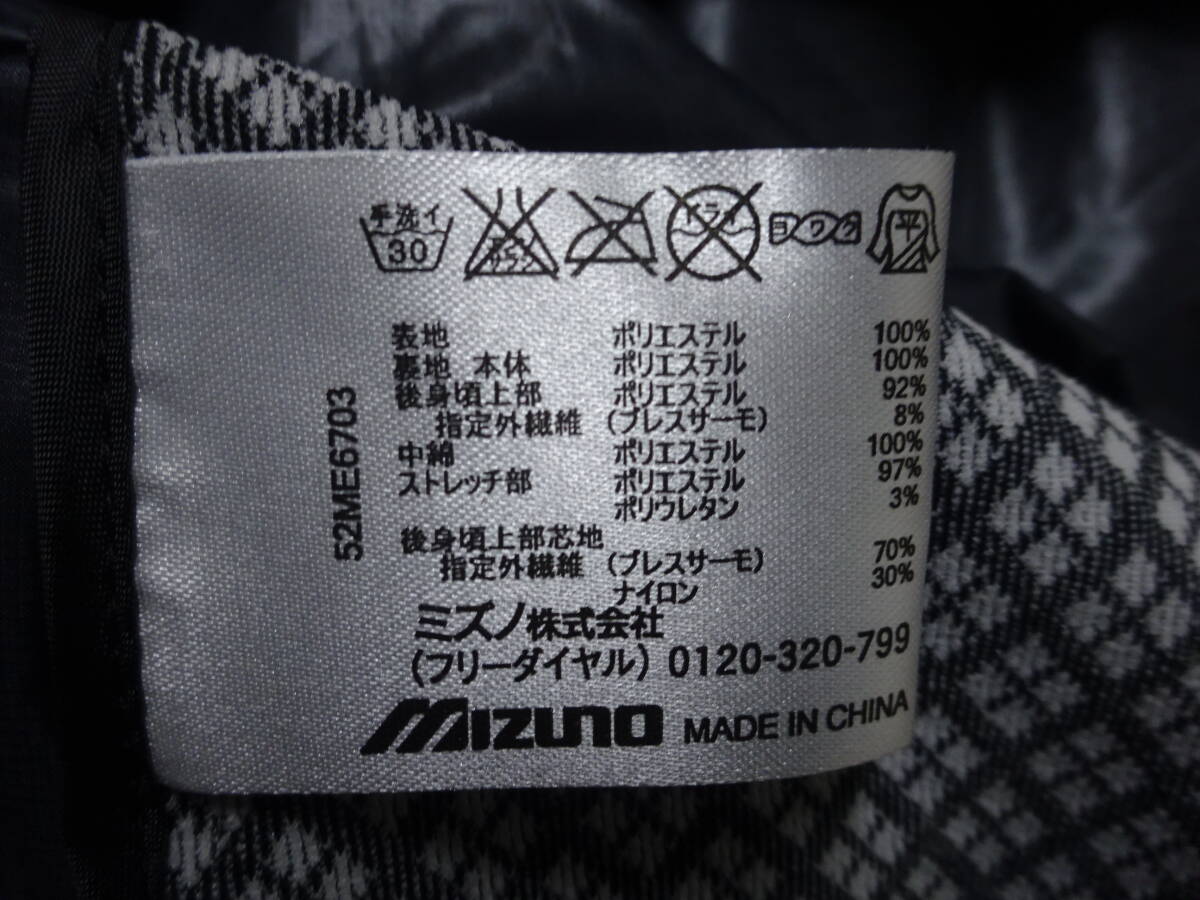 手洗イ 30 エンソサラシ ドライ ヨワク 平
表地 ポリエステル 100%
裏地 本体 ポリエステル 100%
後身頃上部 ポリエステル 92%
指定外繊維 (ブレスサーモ) 8%
中綿 ポリエステル 100%
ストレッチ部 ポリエステル 97%
ポリウレタン 3%
後身頃上部芯地
指定外繊維 (ブレスサーモ) 70%
ナイロン 30%
ミズノ株式会社
(フリーダイヤル) 0120-320-799
MIZUNO MADE IN CHINA
52ME6703